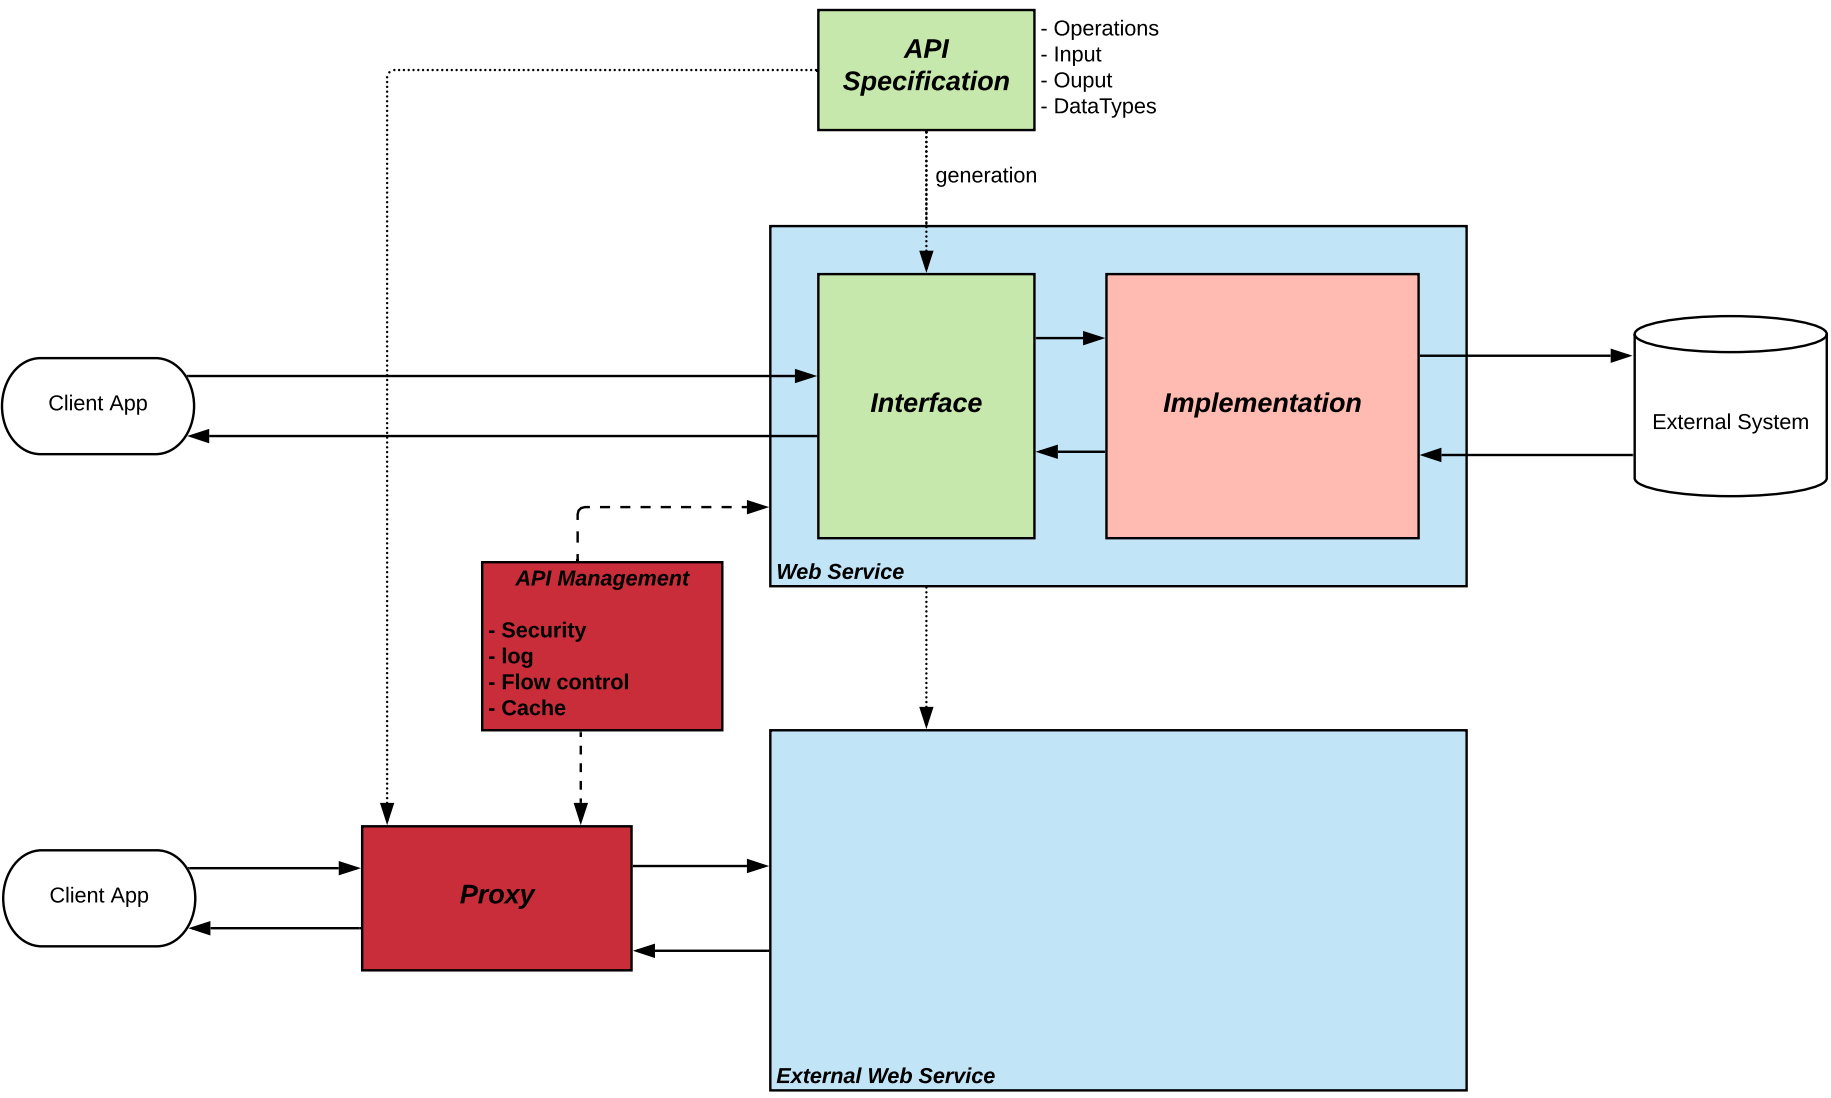 API
Specification
- Operations
- Input
- Ouput
- DataTypes
generation
Client App
Interface
Implementation
External System
Web Service
API Management
- Security
- log
- Flow control
- Cache
Client App
Proxy
External Web Service